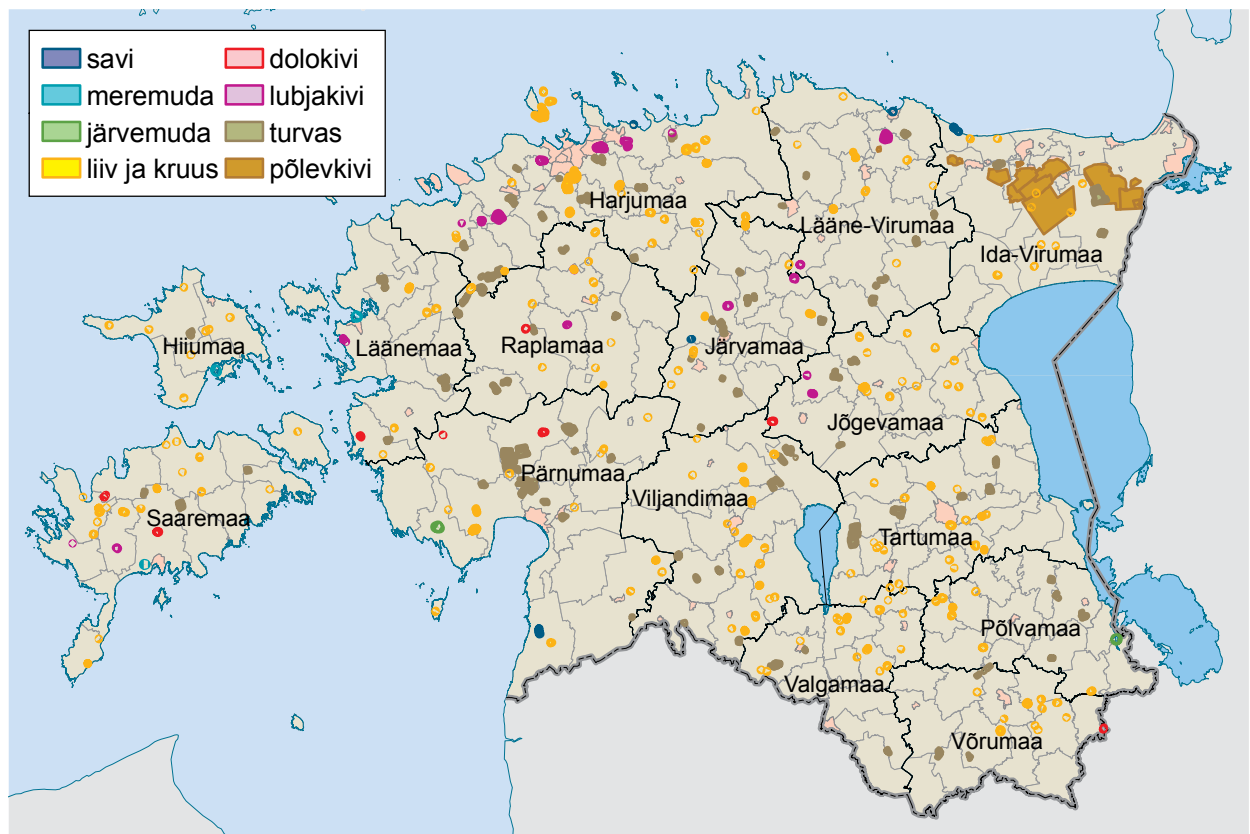 savi
meremuda
järvemuda
liiv ja kruus
dolokivi
lubjakivi
turvas
põlevkivi
Harjumaa
Lääne-Virumaa
Ida-Virumaa
Hiiumaa
Läänemaa
Raplamaa
Järvamaa
Jõgevamaa
Saaremaa
Pärnumaa
Viljandimaa
Tartumaa
Põlvamaa
Valgamaa
Võrumaa